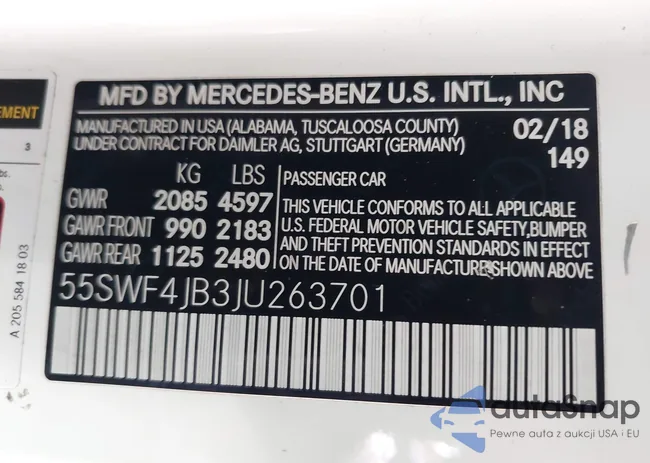 EMENT
3
bs.
A 205 584 18 03
MFD BY MERCEDES-BENZ U.S. INTL., INC
MANUFACTURED IN USA (ALABAMA, TUSCALOOSA COUNTY) 02/18
UNDER CONTRACT FOR DAIMLER AG, STUTTGART (GERMANY) 149
KG LBS
GVWR 2085 4597
GAWR FRONT 990 2183
GAWR REAR 1125 2480
PASSENGER CAR
THIS VEHICLE CONFORMS TO ALL APPLICABLE
U.S. FEDERAL MOTOR VEHICLE SAFETY,BUMPER
AND THEFT PREVENTION STANDARDS IN EFFECT
ON THE DATE OF MANUFACTURE SHOWN ABOVE
55SWF4JB3JU263701
autoSnap
Pewne auta z aukcji USA i EU